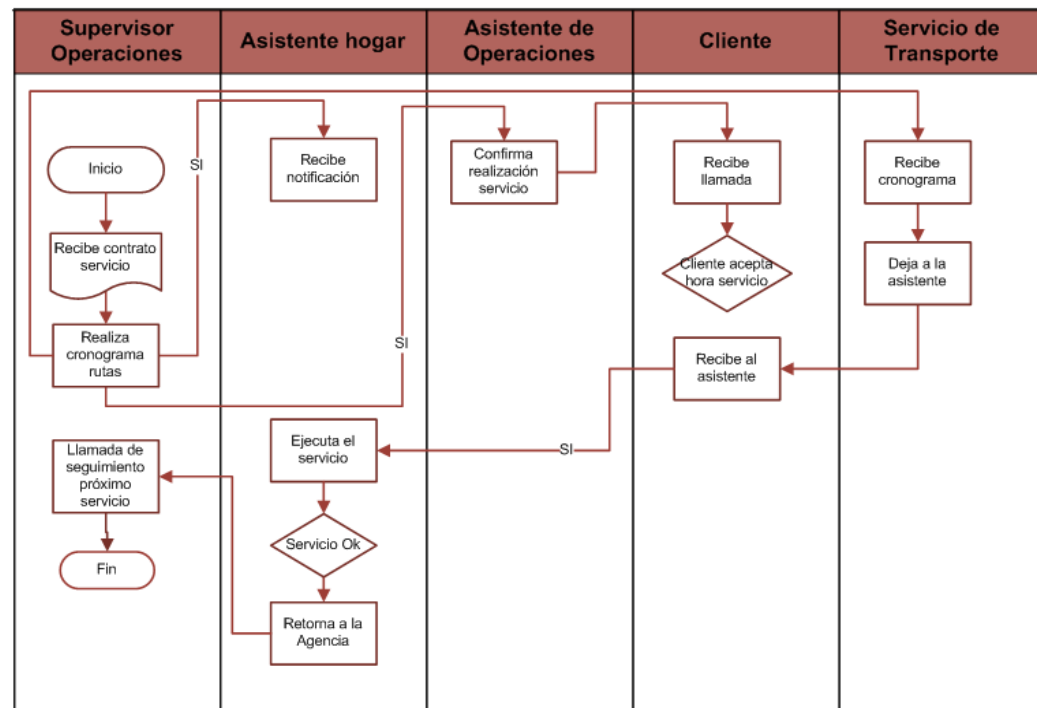 Supervisor
Operaciones
Asistente hogar
Asistente de
Operaciones
Cliente
Servicio de
Transporte
Inicio
SI
Recibe
notificación
Confirma
realización
servicio
Recibe
llamada
Recibe
cronograma
Recibe contrato
servicio
Cliente acepta
hora servicio
Deja a la
asistente
Realiza
cronograma
rutas
SI
Recibe al
asistente
Llamada de
seguimiento
próximo
servicio
Ejecuta el
servicio
SI
Servicio Ok
Fin
Retorna a la
Agencia